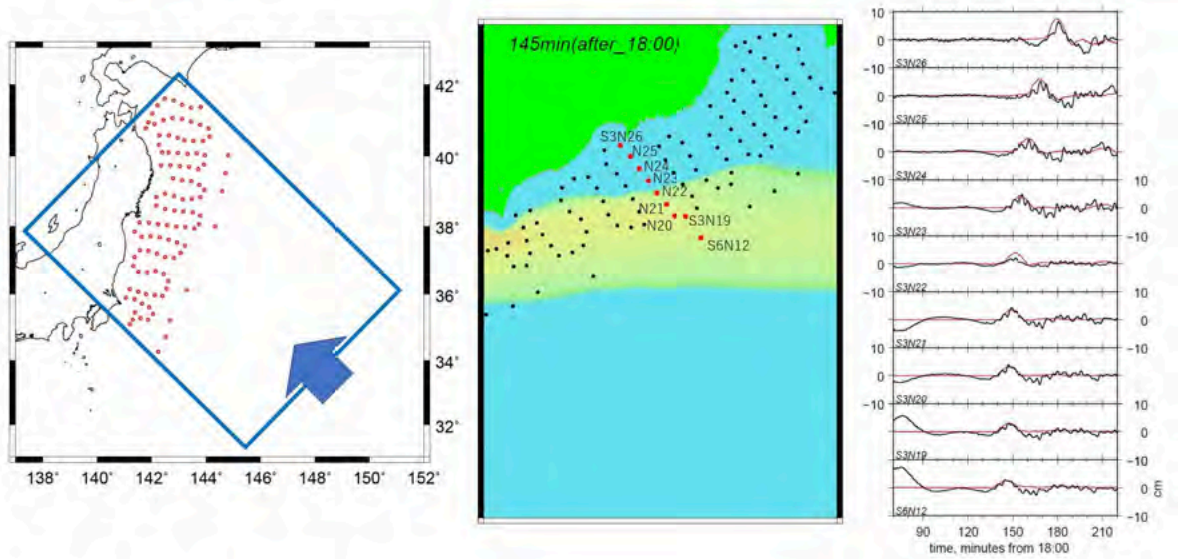 42˚
40˚
38˚
36˚
34˚
32˚
138˚ 140˚ 142˚ 144˚ 146˚ 148˚ 150˚ 152˚
145min(after_18:00)
S3N26
N25
N24
N23
N22
N21
N20 S3N19
S6N12
10
0
−10
S3N26
10
0
−10
S3N25
10
0
−10
S3N24
10
0
−10
S3N23
10
0
−10
S3N22
10
0
−10
S3N21
10
0
−10
S3N20
10
0
−10
S3N19
10
0
−10
S6N12
cm
90 120 150 180 210
time, minutes from 18:00